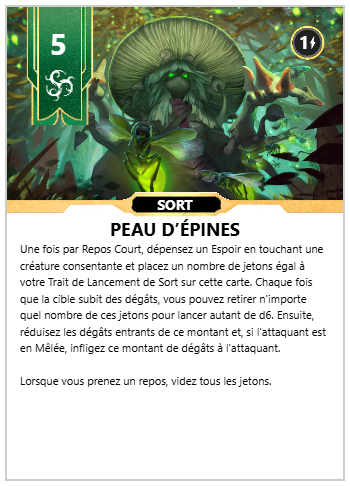 5
1
SORT
PEAU D'ÉPINES
Une fois par Repos Court, dépensez un Espoir en touchant une
créature consentante et placez un nombre de jetons égal à
votre Trait de Lancement de Sort sur cette carte. Chaque fois
que la cible subit des dégâts, vous pouvez retirer n'importe
quel nombre de ces jetons pour lancer autant de d6. Ensuite,
réduisez les dégâts entrants de ce montant et, si l'attaquant est
en Mêlée, infligez ce montant de dégâts à l'attaquant.
Lorsque vous prenez un repos, videz tous les jetons.